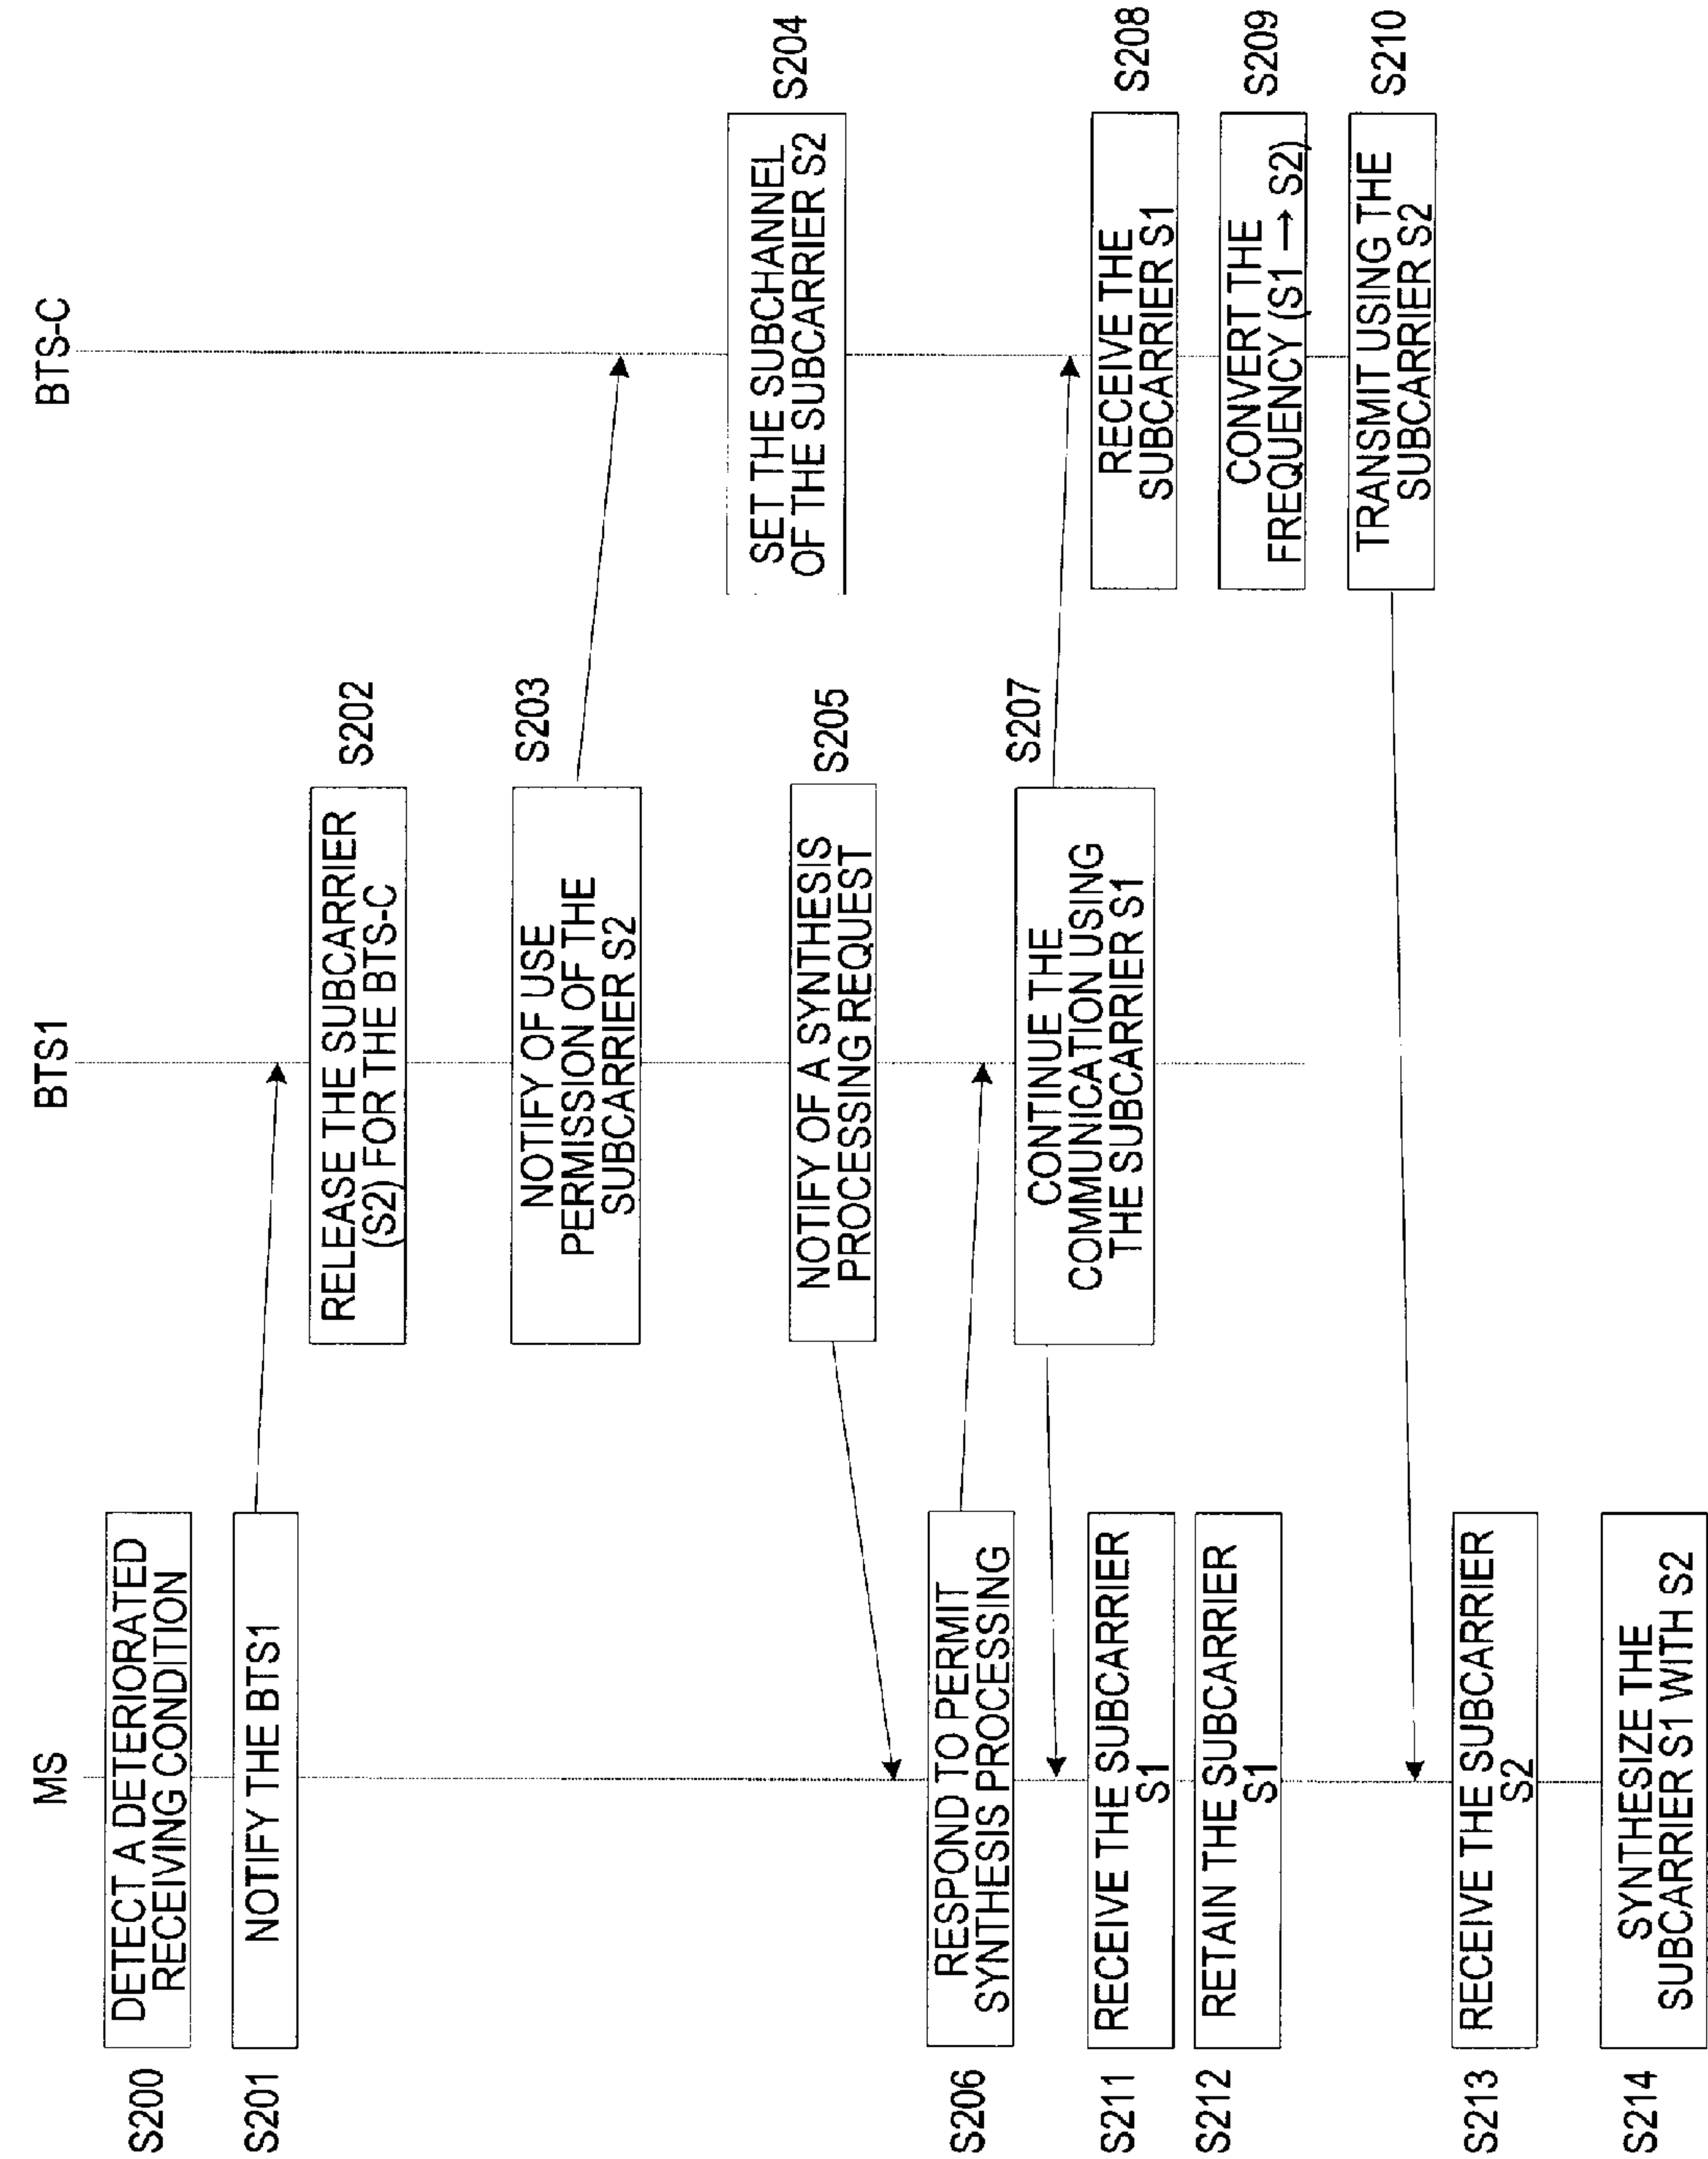 MS
BTS1
BTS-C
S200
DETECT A DETERIORATED
RECEIVING CONDITION
S201
NOTIFY THE BTS1
RELEASE THE SUBCARRIER
(S2) FOR THE BTS-C
S202
NOTIFY OF USE
PERMISSION OF THE
SUBCARRIER S2
S203
SET THE SUBCHANNEL
OF THE SUBCARRIER S2
S204
NOTIFY OF A SYNTHESIS
PROCESSING REQUEST
S205
S206
RESPOND TO PERMIT
SYNTHESIS PROCESSING
CONTINUE THE
COMMUNICATION USING
THE SUBCARRIER S1
S207
S211
RECEIVE THE SUBCARRIER
S1
RECEIVE THE
SUBCARRIER S1
S208
S212
RETAIN THE SUBCARRIER
S1
CONVERT THE
FREQUENCY (S1 → S2)
S209
TRANSMIT USING THE
SUBCARRIER S2
S210
S213
RECEIVE THE SUBCARRIER
S2
S214
SYNTHESIZE THE
SUBCARRIER S1 WITH S2